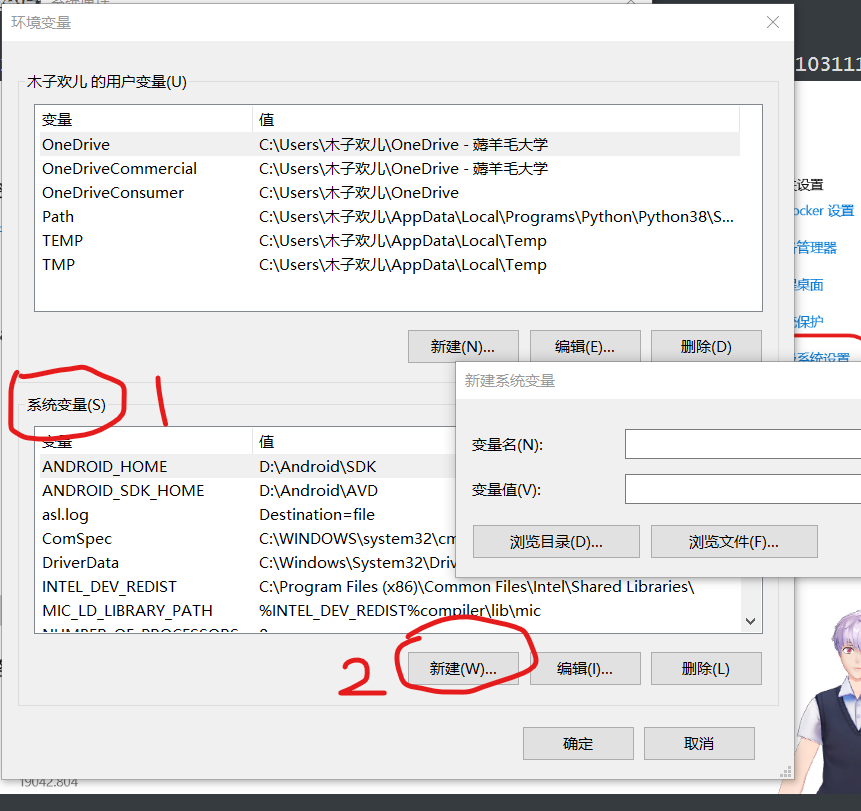 环境变量
103111
木子欢儿 的用户变量(U)
变量 值
OneDrive C:\Users\木子欢儿\OneDrive - 薅羊毛大学
OneDriveCommercial C:\Users\木子欢儿\OneDrive - 薅羊毛大学
OneDriveConsumer C:\Users\木子欢儿\OneDrive
Path C:\Users\木子欢儿\AppData\Local\Programs\Python\Python38\S...
TEMP C:\Users\木子欢儿\AppData\Local\Temp
TMP C:\Users\木子欢儿\AppData\Local\Temp
设置
ocker 设置
管理器
桌面
保护
系统设置
新建(N)... 编辑(E)... 删除(D)
1
系统变量(S)
变量 值
ANDROID_HOME D:\Android\SDK
ANDROID_SDK_HOME D:\Android\AVD
asl.log Destination=file
ComSpec C:\WINDOWS\system32\cm
DriverData C:\Windows\System32\Driv
INTEL_DEV_REDIST C:\Program Files (x86)\Common Files\Intel\Shared Libraries\
MIC_LD_LIBRARY_PATH %INTEL_DEV_REDIST%compiler\lib\mic
NUMBER_OF_PROCESSORS
新建系统变量
变量名(N):
变量值(V):
浏览目录(D)... 浏览文件(F)...
2
新建(W)... 编辑(I)... 删除(L)
确定 取消
19042.804